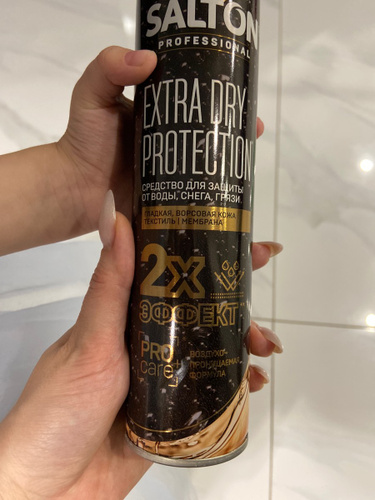 SALTON
PROFESSIONAL
EXTRA DRY
PROTECTION
СРЕДСТВО ДЛЯ ЗАЩИТЫ
ОТ ВОДЫ, СНЕГА, ГРЯЗИ
ГЛАДКАЯ, ВОРСОВАЯ КОЖА
ТЕКСТИЛЬ | МЕМБРАНА
2X
ЭФФЕКТ
PRO
care
ВОЗДУХО-
ПРОНИЦАЕМАЯ
ФОРМУЛА